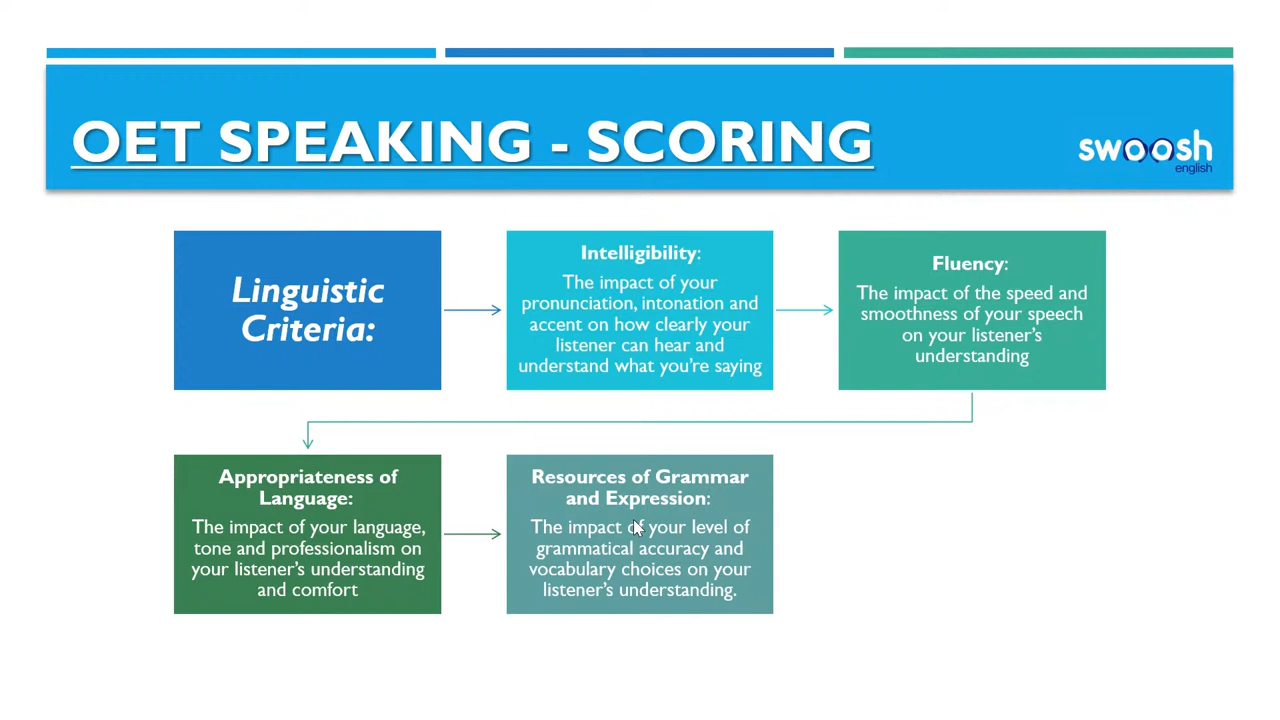 OET SPEAKING - SCORING
swoosh
english
Linguistic
Criteria:
Intelligibility:
The impact of your
pronunciation, intonation and
accent on how clearly your
listener can hear and
understand what you're saying
Fluency:
The impact of the speed and
smoothness of your speech
on your listener's
understanding
Appropriateness of
Language:
The impact of your language,
tone and professionalism on
your listener's understanding
and comfort
Resources of Grammar
and Expression:
The impact of your level of
grammatical accuracy and
vocabulary choices on your
listener's understanding.